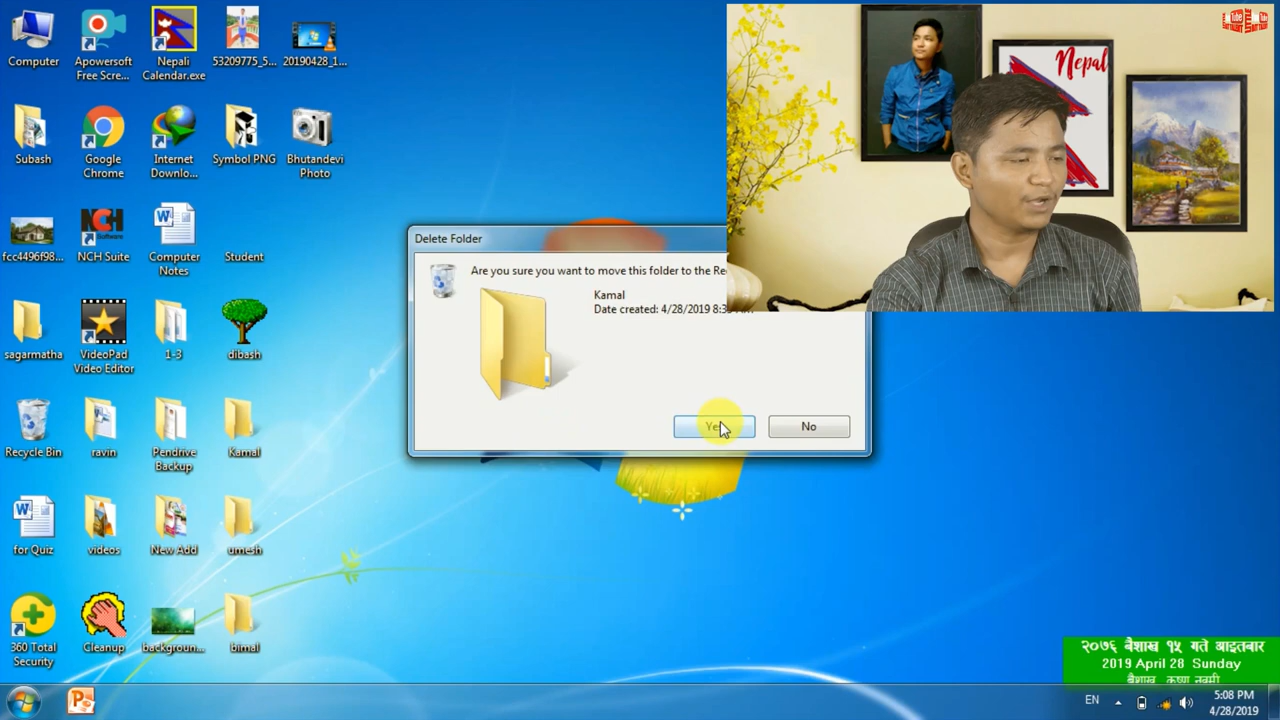 Computer
Apowersoft
Free Scre...
Nepali
Calendar.exe
53209775_5...
20190428_1...
Subash
Google
Chrome
Internet
Downlo...
Symbol PNG
Bhutandevi
Photo
fcc4496f98...
NCH
Software
NCH Suite
Computer
Notes
Student
sagarmatha
VideoPad
Video Editor
1-3
dibash
Recycle Bin
ravin
Pendrive
Backup
Kamal
for Quiz
videos
New Add
umesh
360 Total
Security
Cleanup
backgroun...
bimal
Delete Folder
Are you sure you want to move this folder to the Re
Kamal
Date created: 4/28/2019 8:3
No
Nepal
Tube
२०७६ बैशाख १५ गते आइतबार
2019 April 28 Sunday
बैशाख कृष्ण नवमी
EN
5:08 PM
4/28/2019